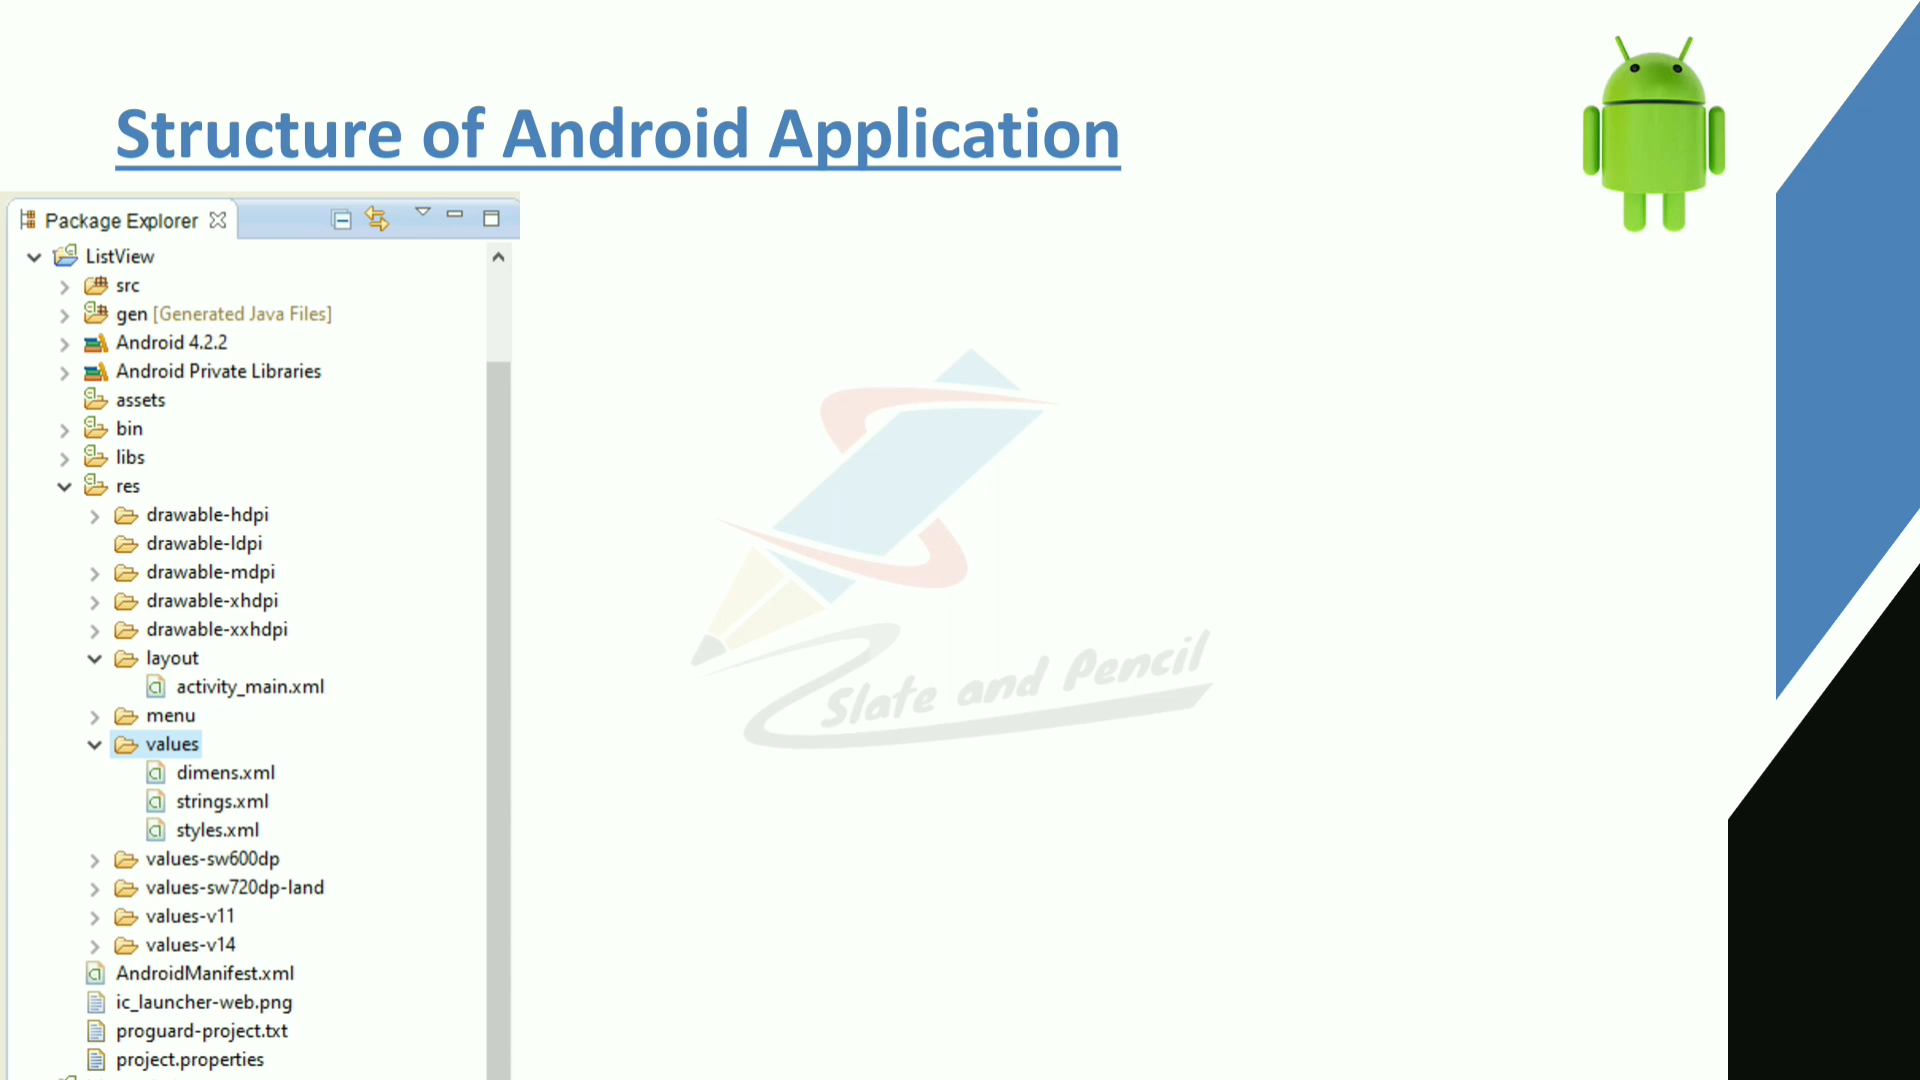 Structure of Android Application
Package Explorer
ListView
src
gen [Generated Java Files]
Android 4.2.2
Android Private Libraries
assets
bin
libs
res
drawable-hdpi
drawable-ldpi
drawable-mdpi
drawable-xhdpi
drawable-xxhdpi
layout
activity_main.xml
menu
values
dimens.xml
strings.xml
styles.xml
values-sw600dp
values-sw720dp-land
values-v11
values-v14
AndroidManifest.xml
ic_launcher-web.png
proguard-project.txt
project.properties
Slate and Pencil